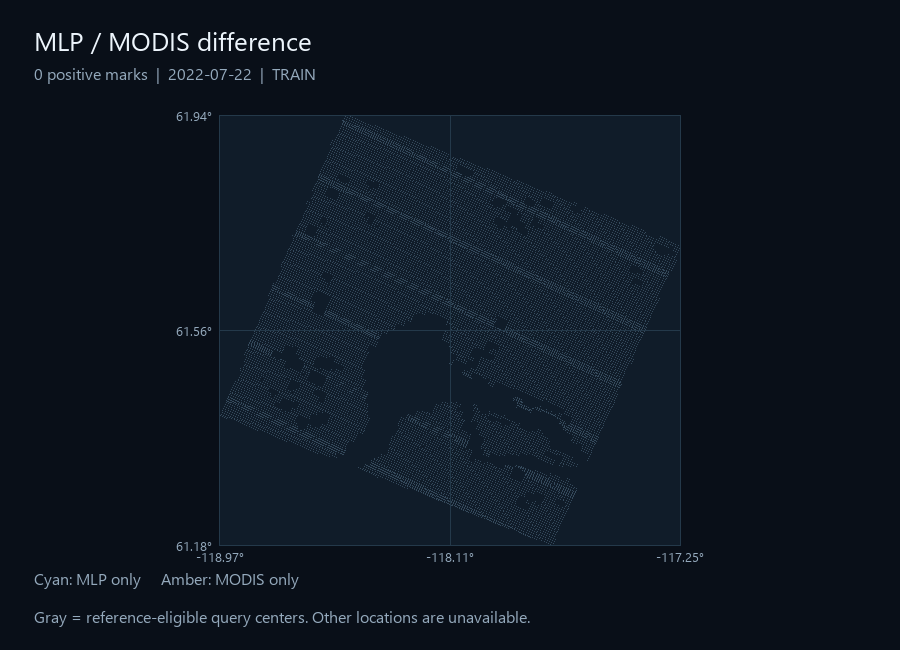 MLP / MODIS difference
0 positive marks | 2022-07-22 | TRAIN
61.94°
61.56°
61.18°
-118.97° -118.11° -117.25°
Cyan: MLP only Amber: MODIS only
Gray = reference-eligible query centers. Other locations are unavailable.